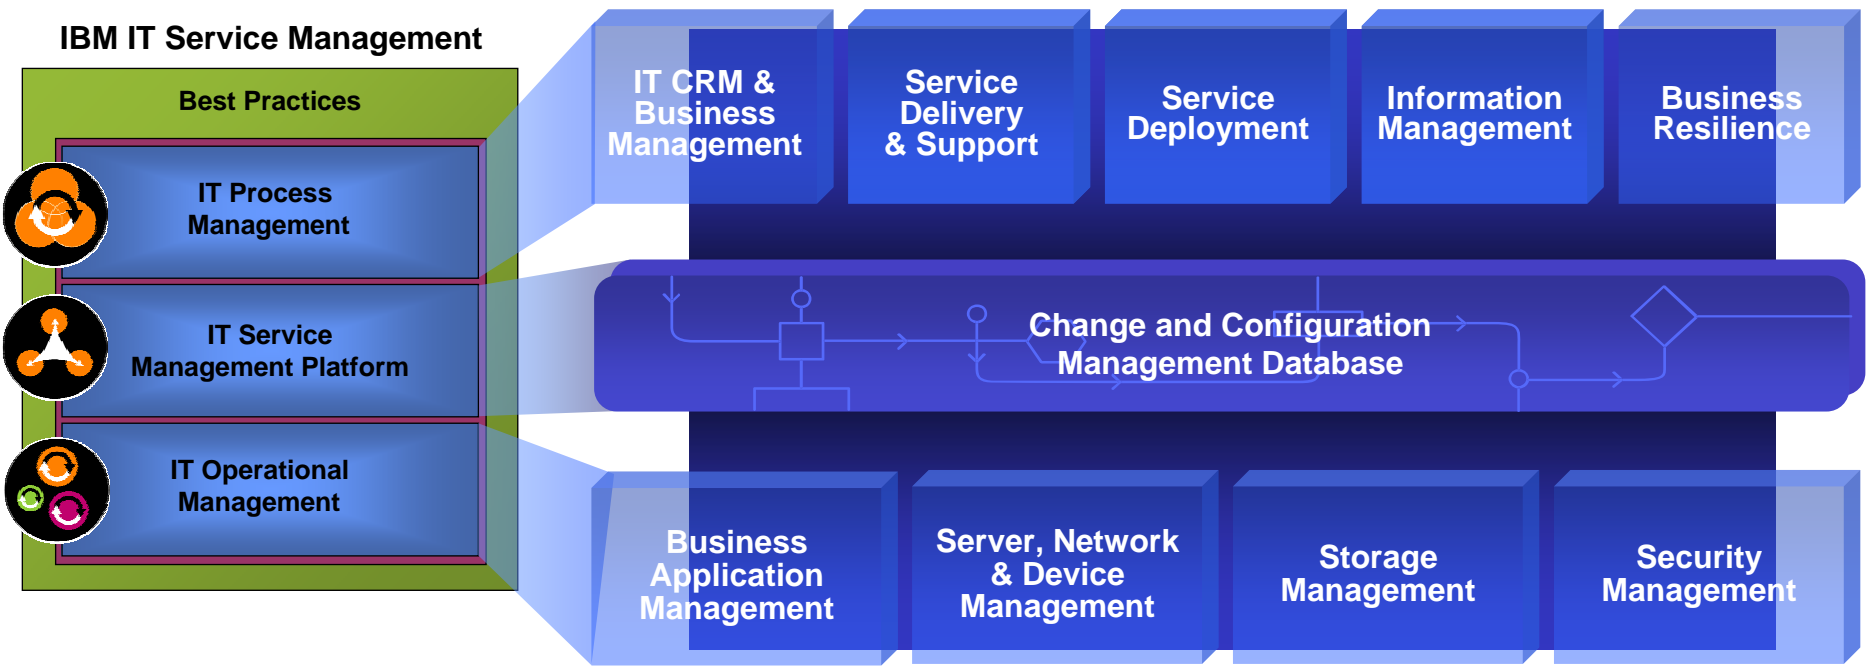 IBM IT Service Management
Best Practices
IT Process
Management
IT Service
Management Platform
IT Operational
Management
IT CRM &
Business
Management
Service
Delivery
& Support
Service
Deployment
Information
Management
Business
Resilience
Change and Configuration
Management Database
Business
Application
Management
Server, Network
& Device
Management
Storage
Management
Security
Management